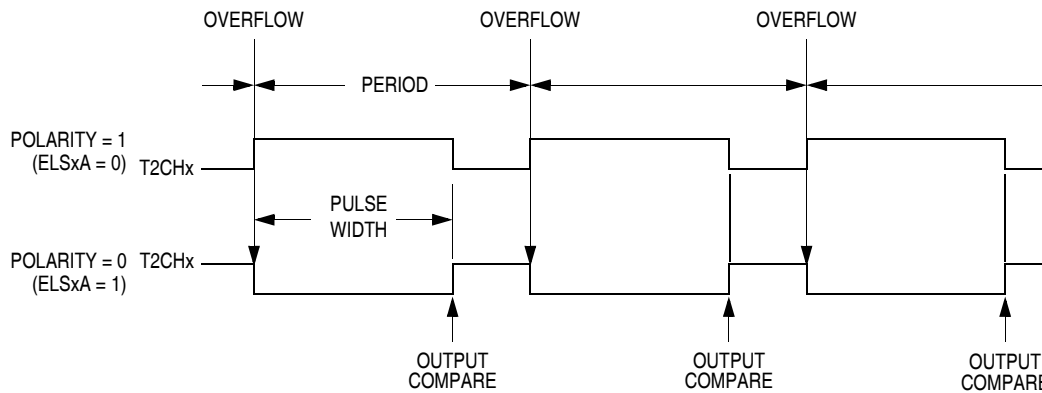 OVERFLOW
OVERFLOW
OVERFLOW
PERIOD
POLARITY = 1
(ELSxA = 0)
T2CHx
PULSE
WIDTH
POLARITY = 0
T2CHx
(ELSxA = 1)
OUTPUT
COMPARE
OUTPUT
COMPARE
OUTPUT
COMPARE